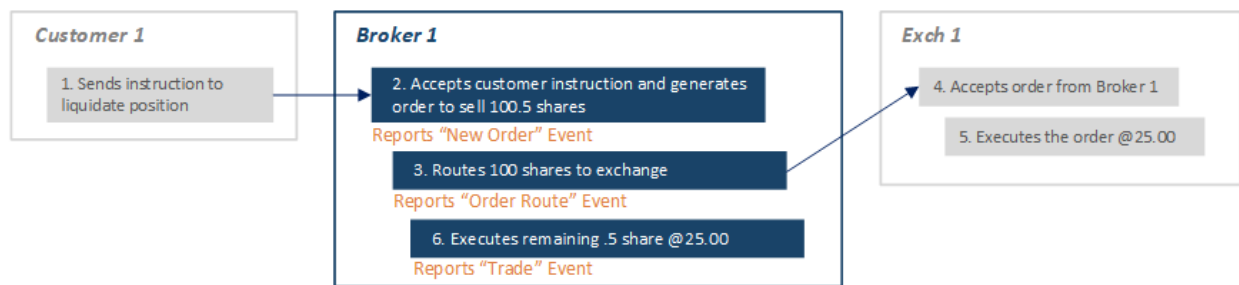 Customer 1
1. Sends instruction to
liquidate position
Broker 1
2. Accepts customer instruction and generates
order to sell 100.5 shares
Reports “New Order” Event
3. Routes 100 shares to exchange
Reports “Order Route” Event
6. Executes remaining .5 share @25.00
Reports “Trade” Event
Exch 1
4. Accepts order from Broker 1
5. Executes the order @25.00